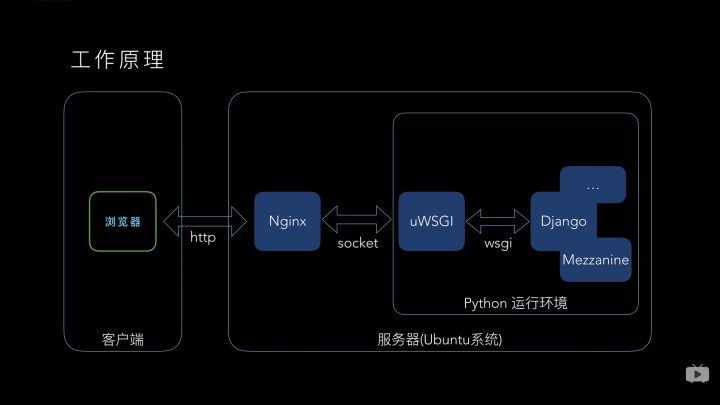 工作原理
浏览器
http
Nginx
socket
uWSGI
wsgi
...
Django
Mezzanine
Python 运行环境
客户端
服务器(Ubuntu系统)